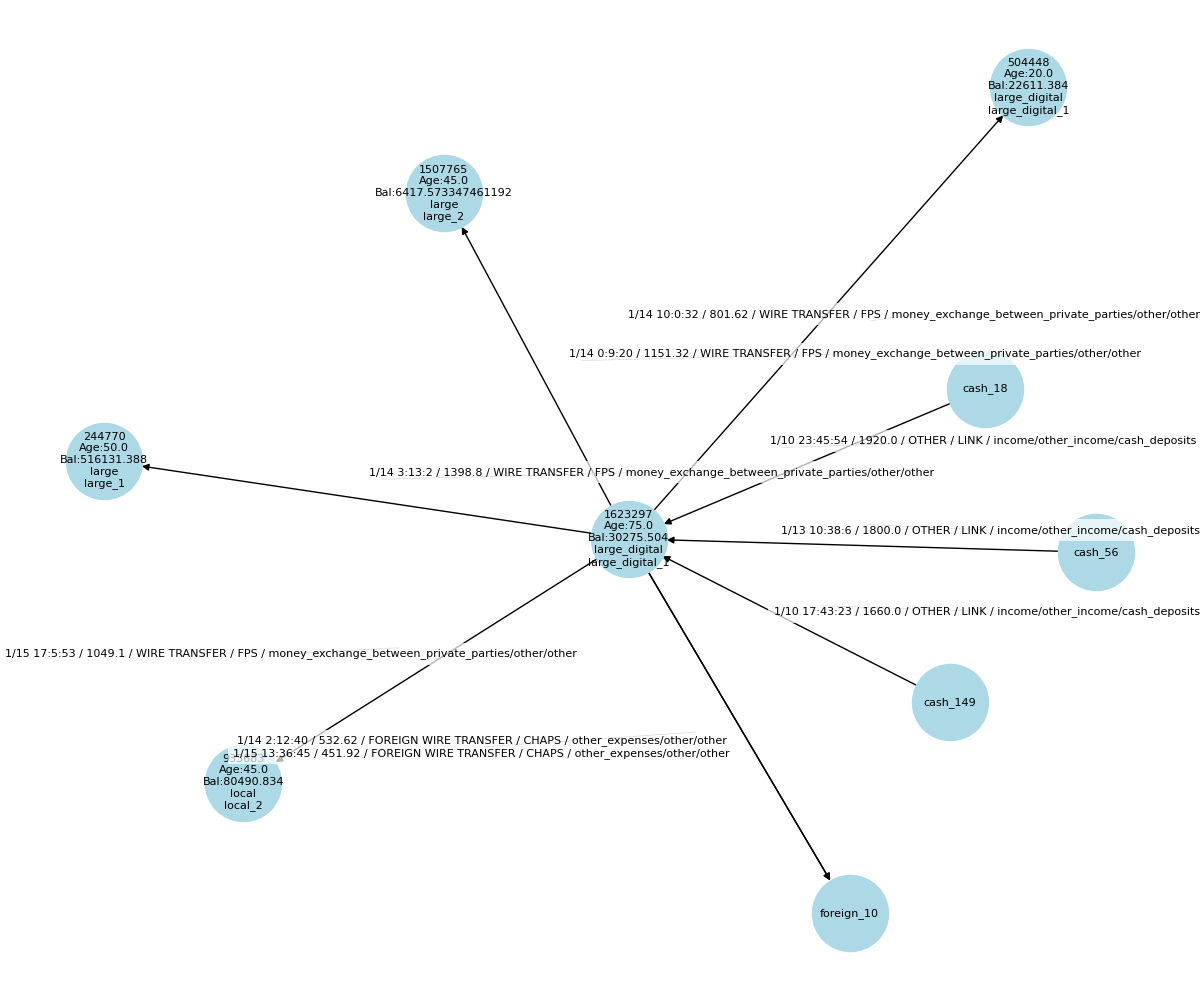 504448
Age:20.0
Bal:22611.384
large_digital
large_digital_1
1507765
Age:45.0
Bal:6417.573347461192
large
large_2
1/14 10:0:32 / 801.62 / WIRE TRANSFER / FPS / money_exchange_between_private_parties/other/other
1/14 0:9:20 / 1151.32 / WIRE TRANSFER / FPS / money_exchange_between_private_parties/other/other
cash_18
244770
Age:50.0
Bal:516131.388
large
large_1
1/10 23:45:54 / 1920.0 / OTHER / LINK / income/other_income/cash_deposits
1/14 3:13:2 / 1398.8 / WIRE TRANSFER / FPS / money_exchange_between_private_parties/other/other
1623297
Age:75.0
Bal:30275.504
large_digital
large_digital_1
1/13 10:38:6 / 1800.0 / OTHER / LINK / income/other_income/cash_deposits
cash_56
1/10 17:43:23 / 1660.0 / OTHER / LINK / income/other_income/cash_deposits
1/15 17:5:53 / 1049.1 / WIRE TRANSFER / FPS / money_exchange_between_private_parties/other/other
cash_149
1/14 2:12:40 / 532.62 / FOREIGN WIRE TRANSFER / CHAPS / other_expenses/other/other
1/15 13:36:45 / 451.92 / FOREIGN WIRE TRANSFER / CHAPS / other_expenses/other/other
Age:45.0
Bal:80490.834
local
local_2
foreign_10